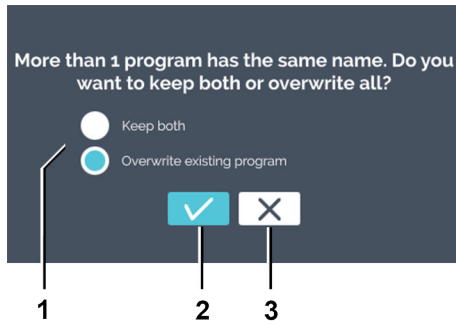 More than 1 program has the same name. Do you
want to keep both or overwrite all?
Keep both
Overwrite existing program
1
2
3